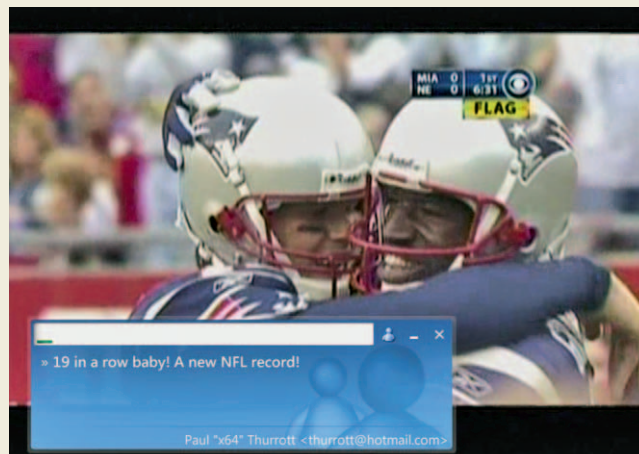 MIA 0 1ST
NE 0 6:31
FLAG
» 19 in a row baby! A new NFL record!
Paul "x64" Thurrott <thurrott@hotmail.com>